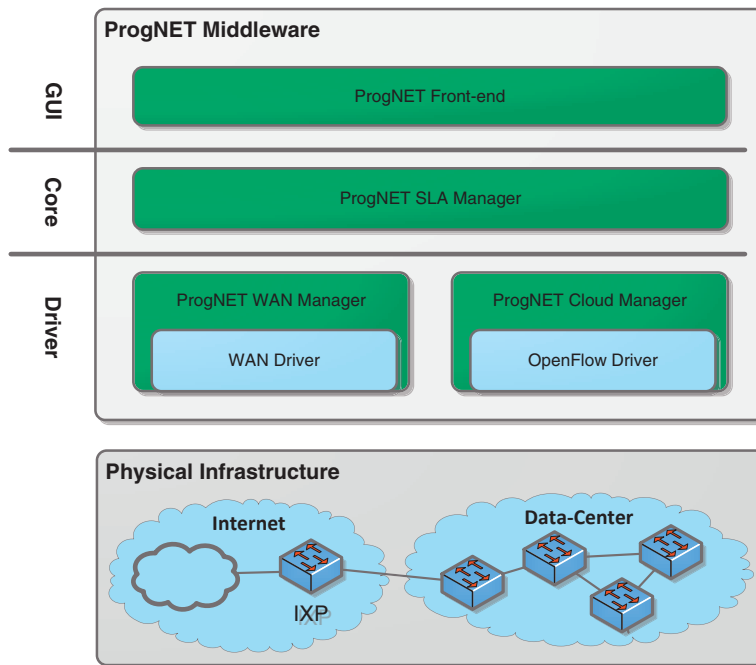 ProgNET Middleware
GUI
ProgNET Front-end
Core
ProgNET SLA Manager
Driver
ProgNET WAN Manager
WAN Driver
ProgNET Cloud Manager
OpenFlow Driver
Physical Infrastructure
Internet
IXP
Data-Center